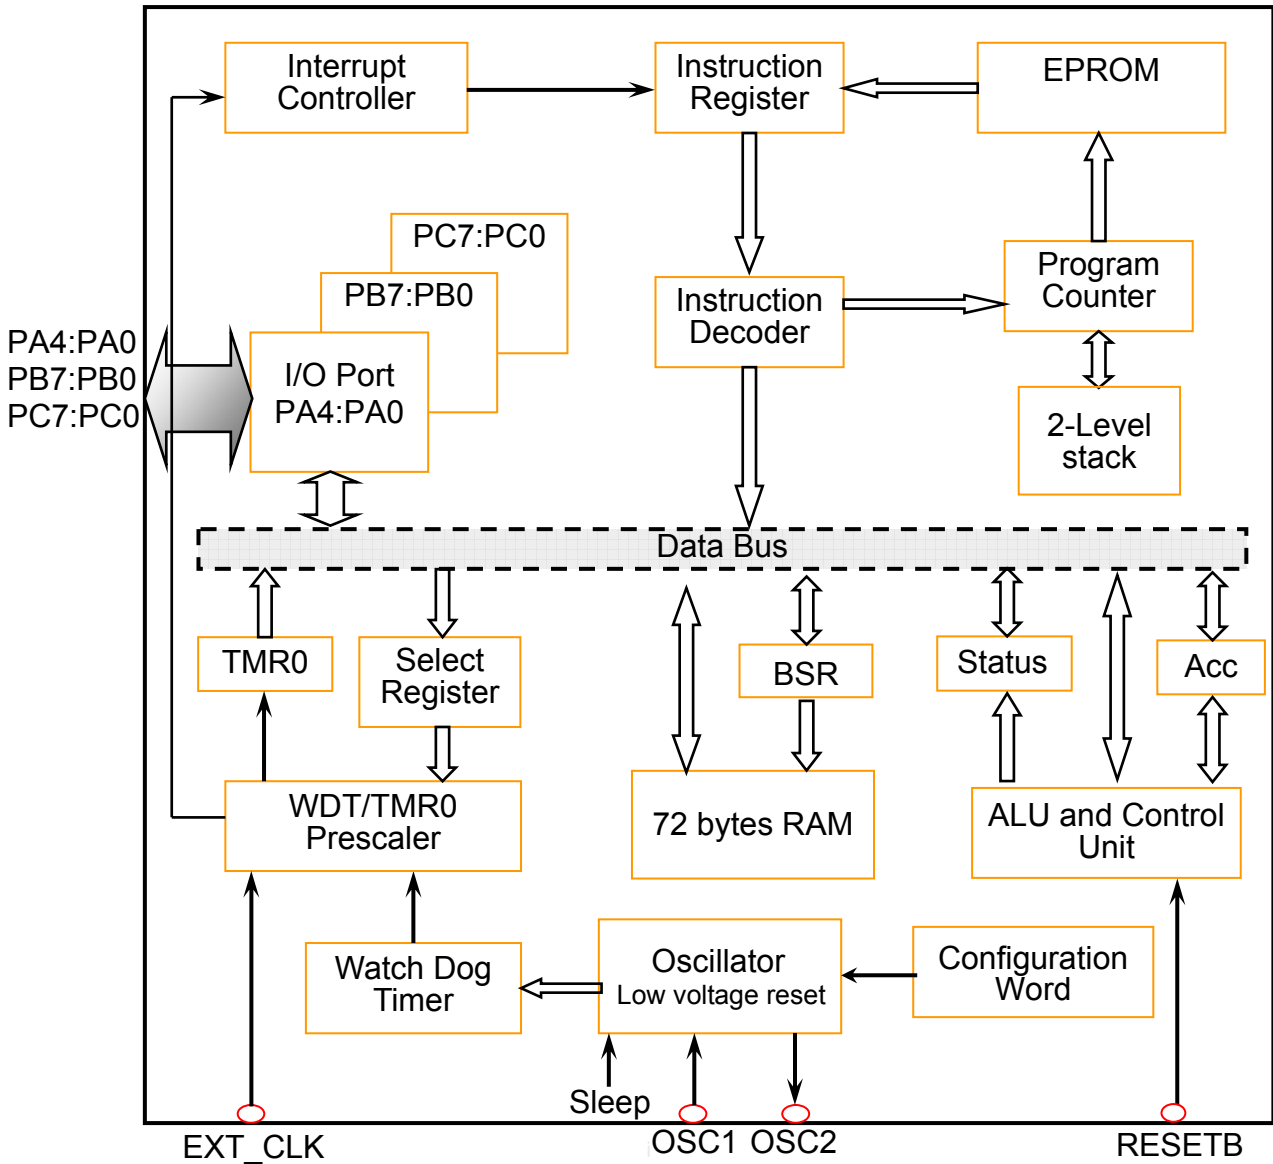 Interrupt
Controller
Instruction
Register
EPROM
PC7:PC0
PB7:PB0
I/O Port
PA4:PA0
PA4:PA0
PB7:PB0
PC7:PC0
Instruction
Decoder
Program
Counter
2-Level
stack
Data Bus
TMR0
Select
Register
BSR
Status
Acc
WDT/TMR0
Prescaler
72 bytes RAM
ALU and Control
Unit
Watch Dog
Timer
Oscillator
Low voltage reset
Configuration
Word
Sleep
EXT_CLK
OSC1
OSC2
RESETB